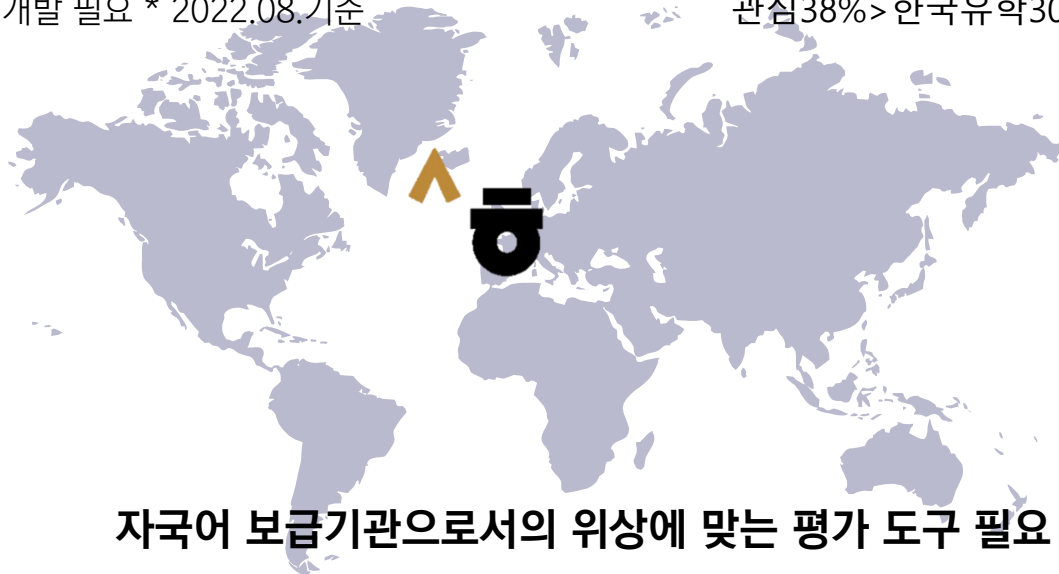 개발 필요 * 2022.08.기준
관심38%>한국유학30
자국어 보급기관으로서의 위상에 맞는 평가 도구 필요